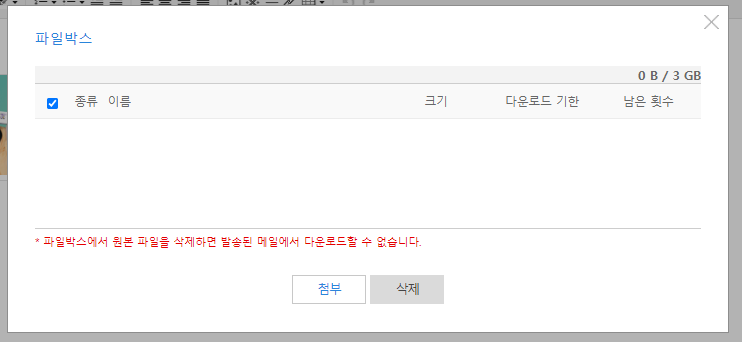 파일박스
0 B / 3 GB
종류 이름 크기 다운로드 기한 남은 횟수
* 파일박스에서 원본 파일을 삭제하면 발송된 메일에서 다운로드할 수 없습니다.
첨부 삭제